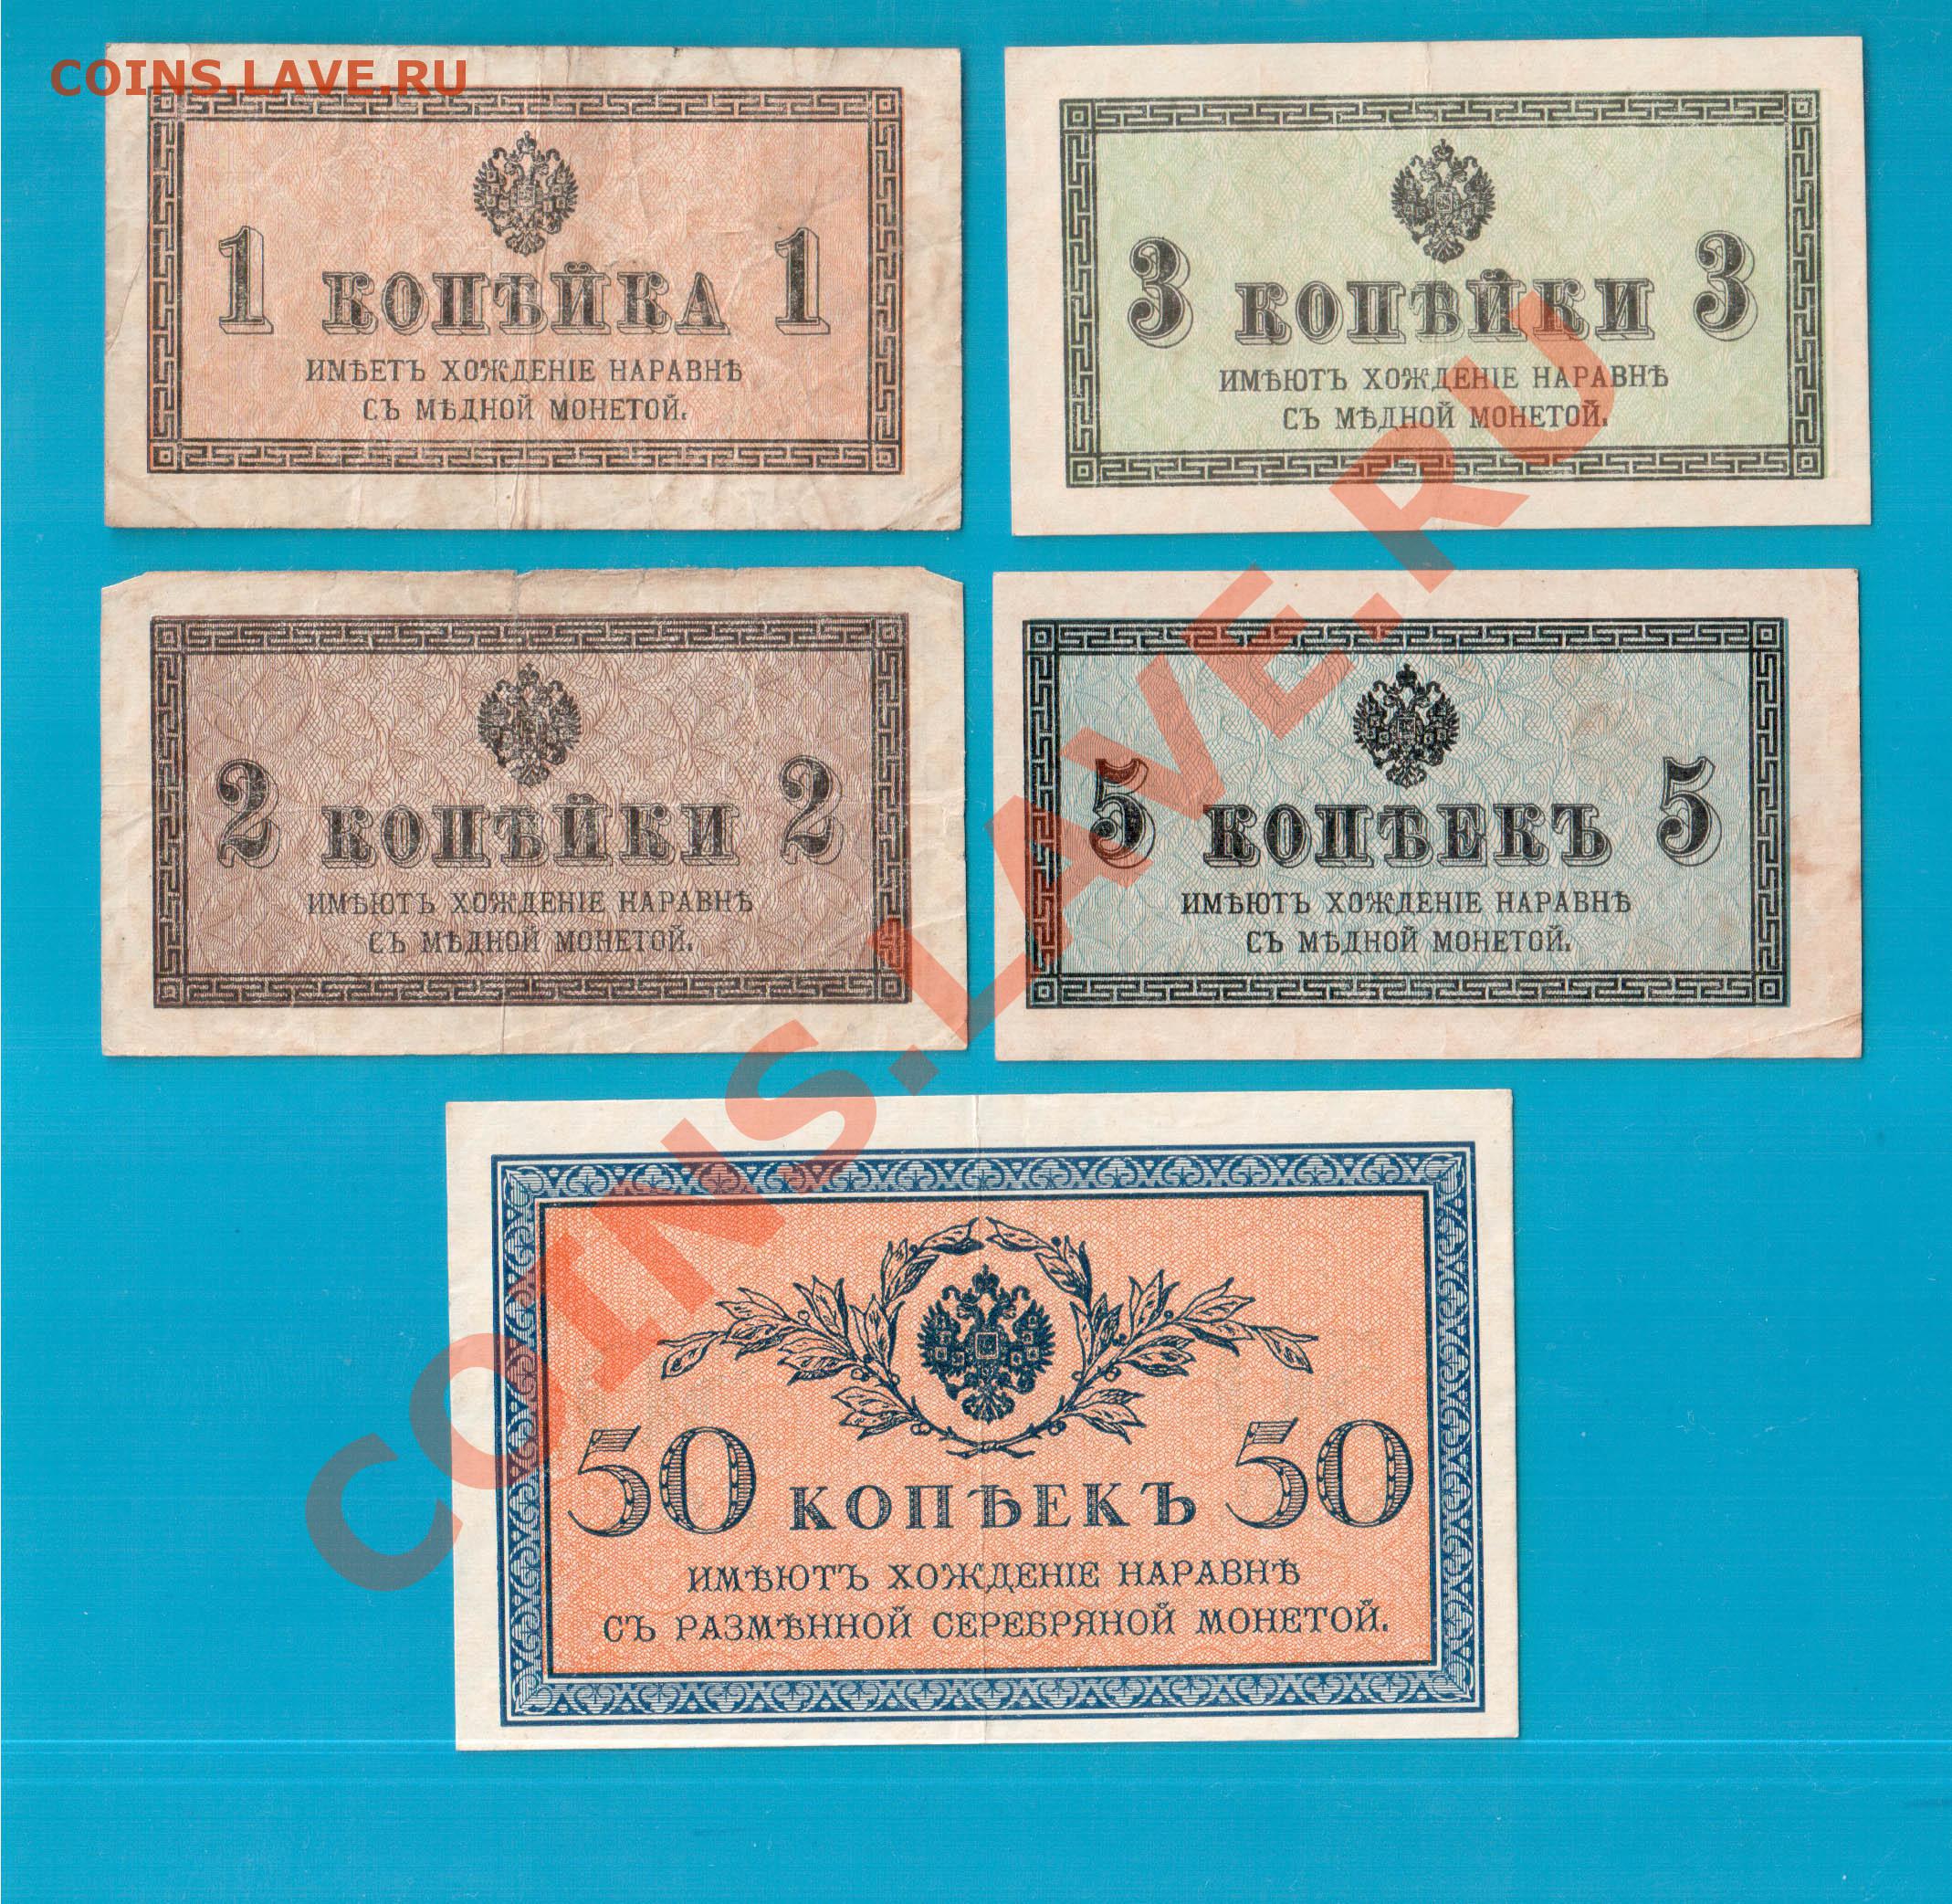 COINS.LAVE.RU
1 КОПѢЙКА 1
ИМѢЕТЪ ХОЖДЕНІЕ НАРАВНѢ
СЪ МѢДНОЙ МОНЕТОЙ.
3 КОПѢЙКИ 3
ИМѢЮТЪ ХОЖДЕНІЕ НАРАВНѢ
СЪ МѢДНОЙ МОНЕТОЙ.
2 КОПѢЙКИ 2
ИМѢЮТЪ ХОЖДЕНІЕ НАРАВНѢ
СЪ МѢДНОЙ МОНЕТОЙ.
5 КОПѢЕКЪ 5
ИМѢЮТЪ ХОЖДЕНІЕ НАРАВНѢ
СЪ МѢДНОЙ МОНЕТОЙ.
50 КОПѢЕКЪ 50
ИМѢЮТЪ ХОЖДЕНІЕ НАРАВНѢ
СЪ РАЗМѢННОЙ СЕРЕБРЯНОЙ МОНЕТОЙ.
COINS.LAVE.RU